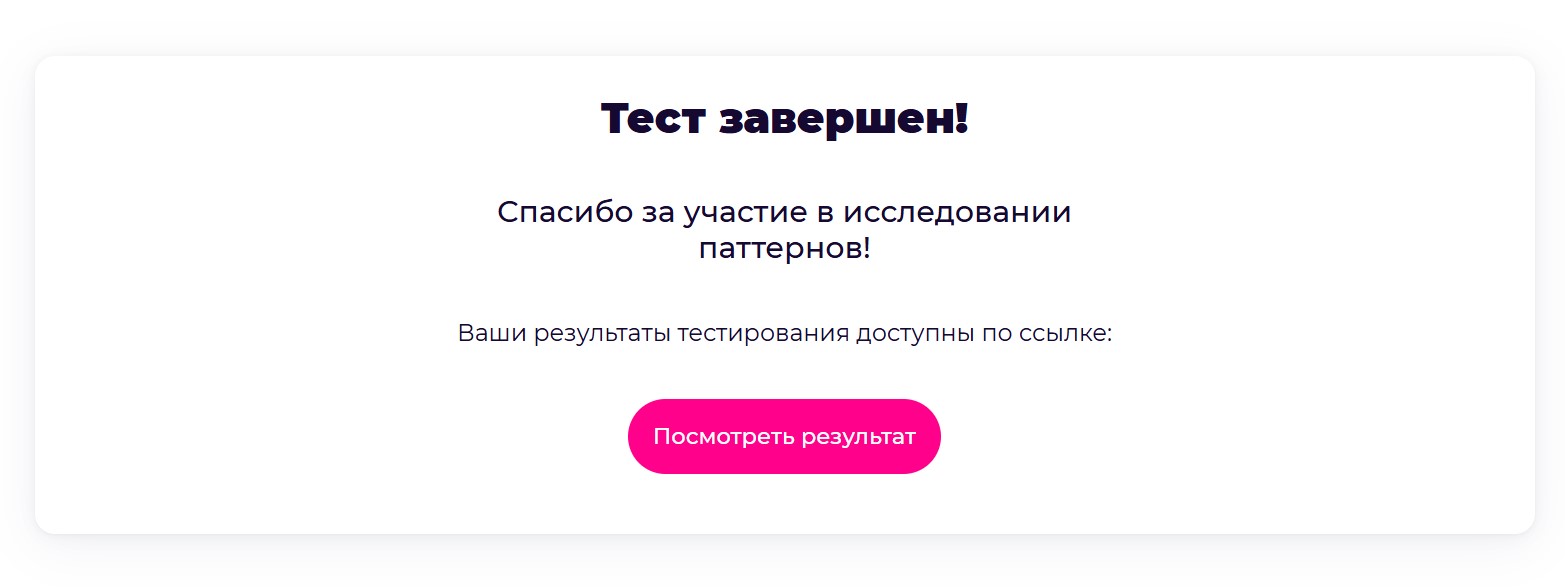 Тест завершен!
Спасибо за участие в исследовании
паттернов!
Ваши результаты тестирования доступны по ссылке:
Посмотреть результат